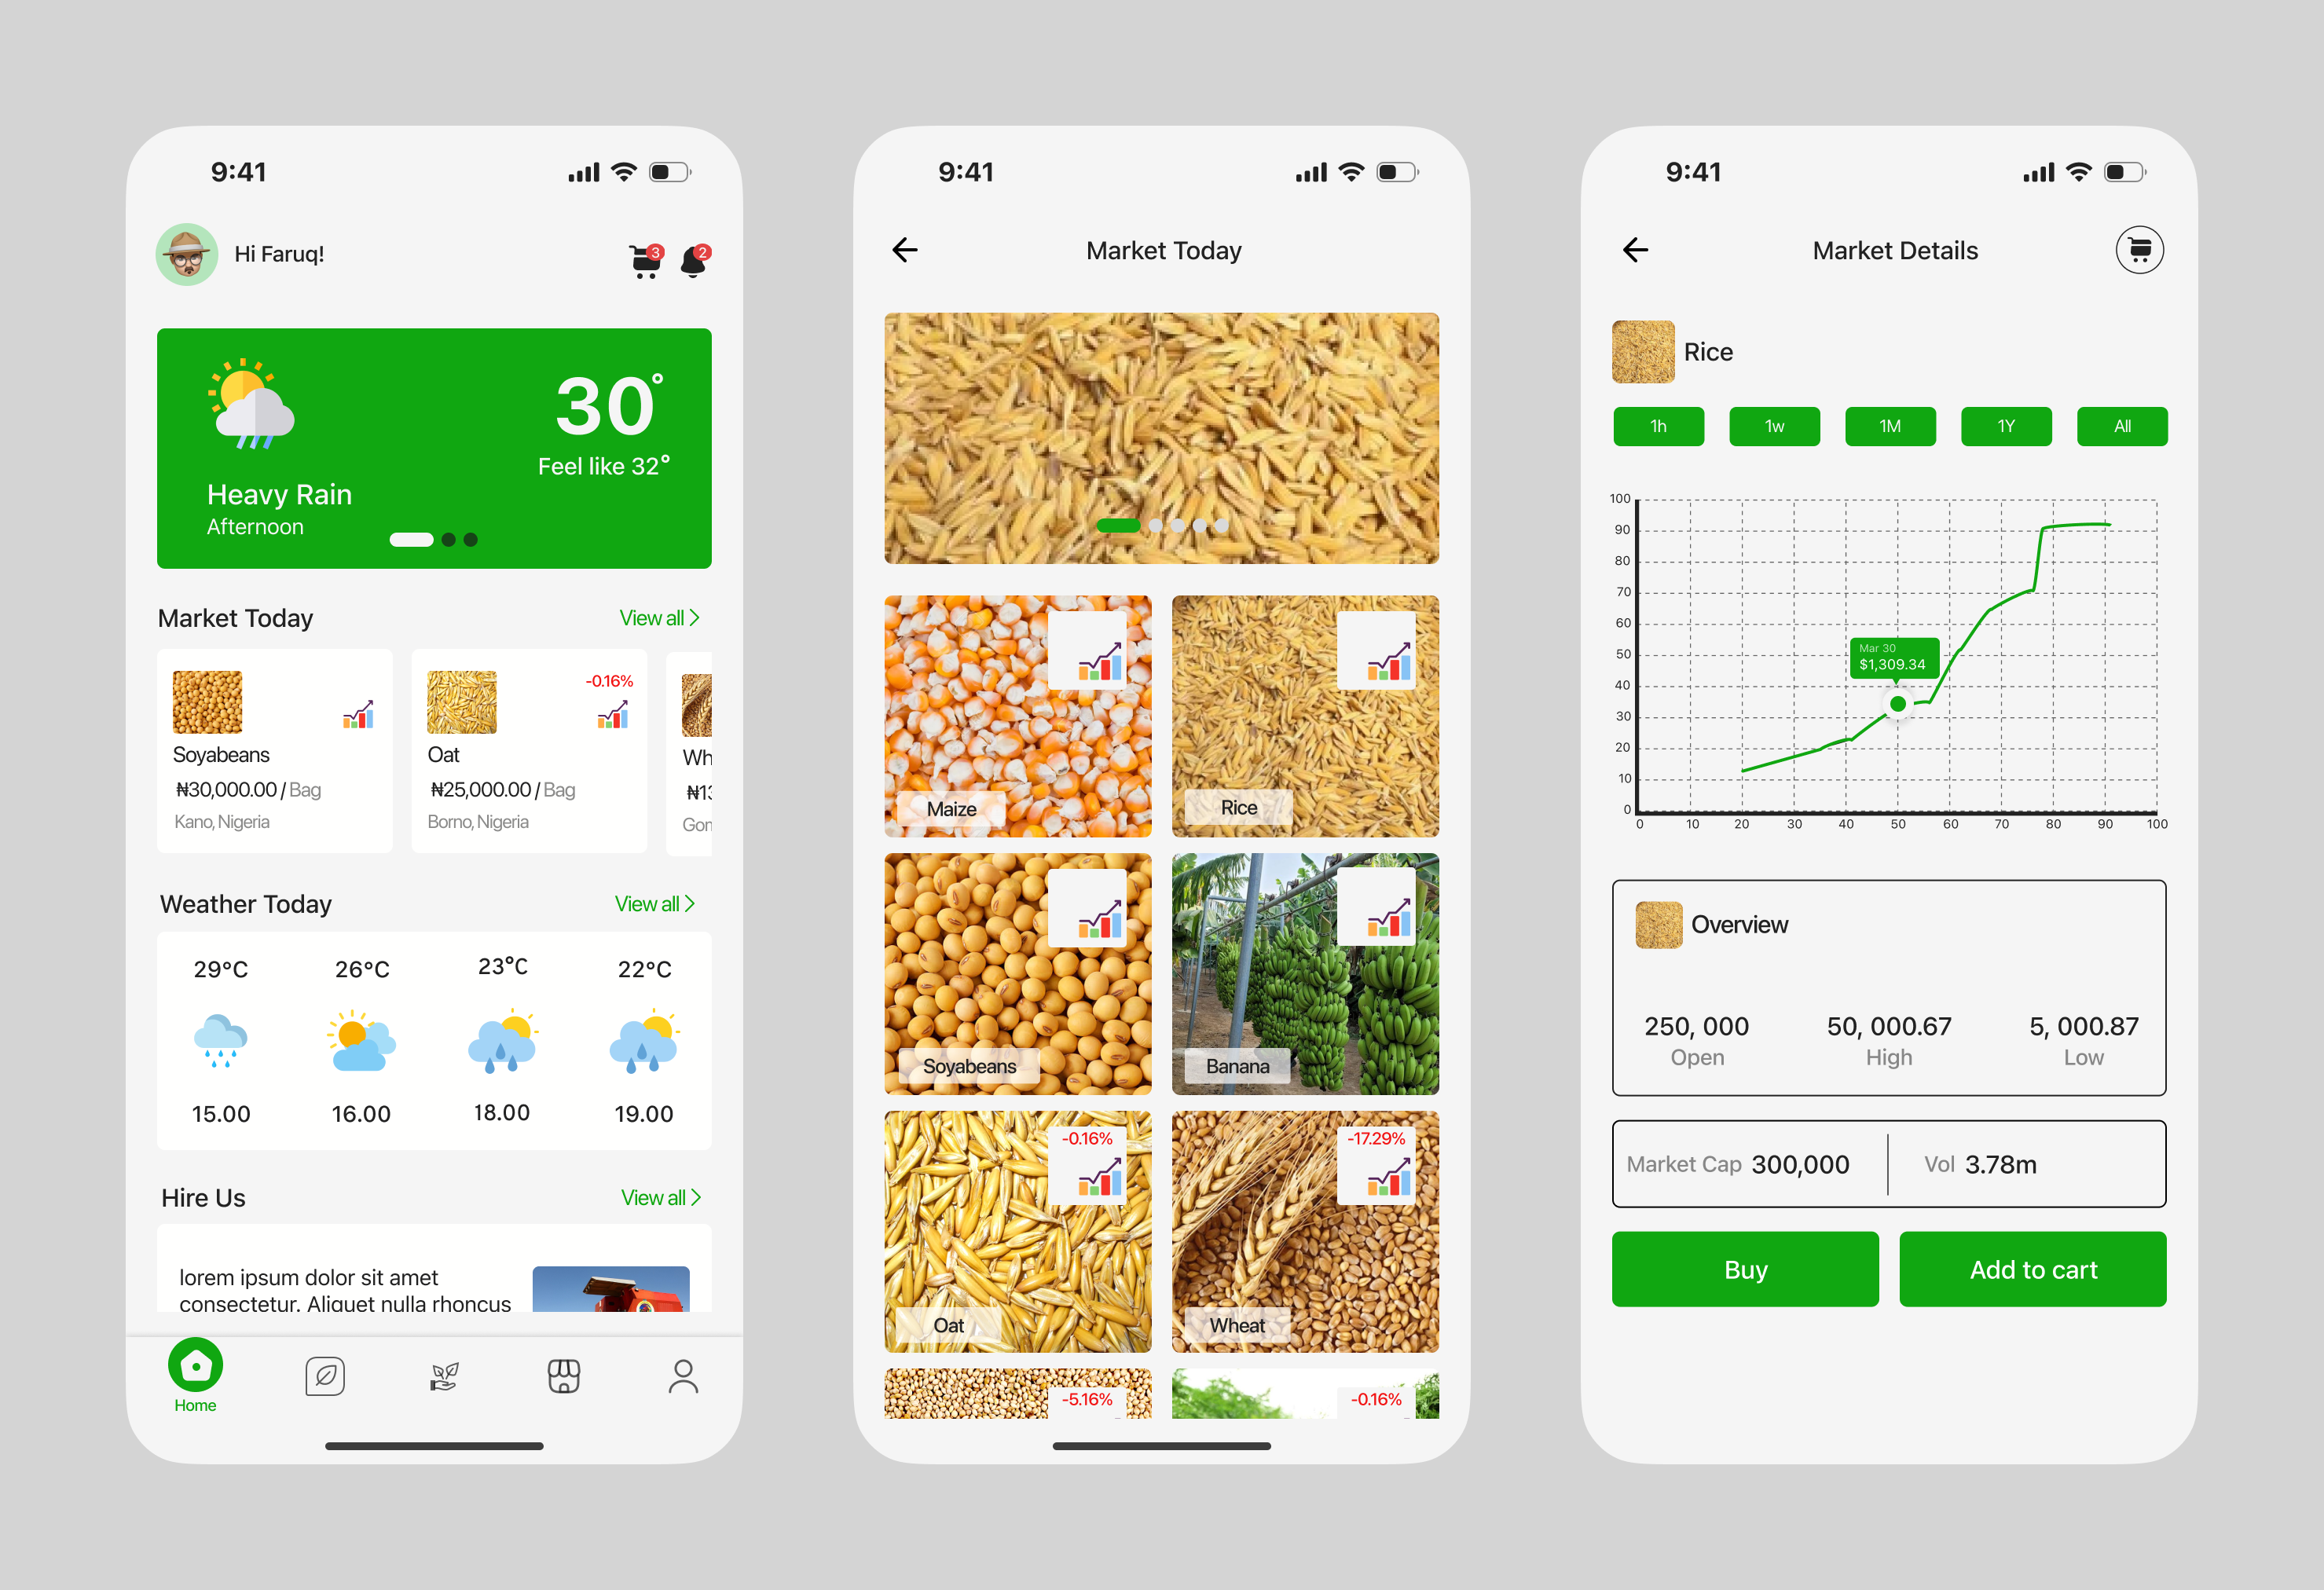 9:41
Hi Faruq!
3
2
30°
Feel like 32°
Heavy Rain
Afternoon
Market Today
View all
-0.16%
Soyabeans
Oat
Wh
₦30,000.00 / Bag
₦25,000.00 / Bag
₦13
Kano, Nigeria
Borno, Nigeria
Gom
Weather Today
View all
29°C
26°C
23°C
22°C
15.00
16.00
18.00
19.00
Hire Us
View all
lorem ipsum dolor sit amet
consectetur. Aliquet nulla rhoncus
Home
9:41
Market Today
Maize
Rice
Soyabeans
Banana
-0.16%
-17.29%
Oat
Wheat
-5.16%
-0.16%
9:41
Market Details
Rice
1h
1w
1M
1Y
All
100
90
80
70
60
50
40
30
20
10
0
Mar 30
$1,309.34
0 10 20 30 40 50 60 70 80 90 100
Overview
250, 000
50, 000.67
5, 000.87
Open
High
Low
Market Cap 300,000
Vol 3.78m
Buy
Add to cart